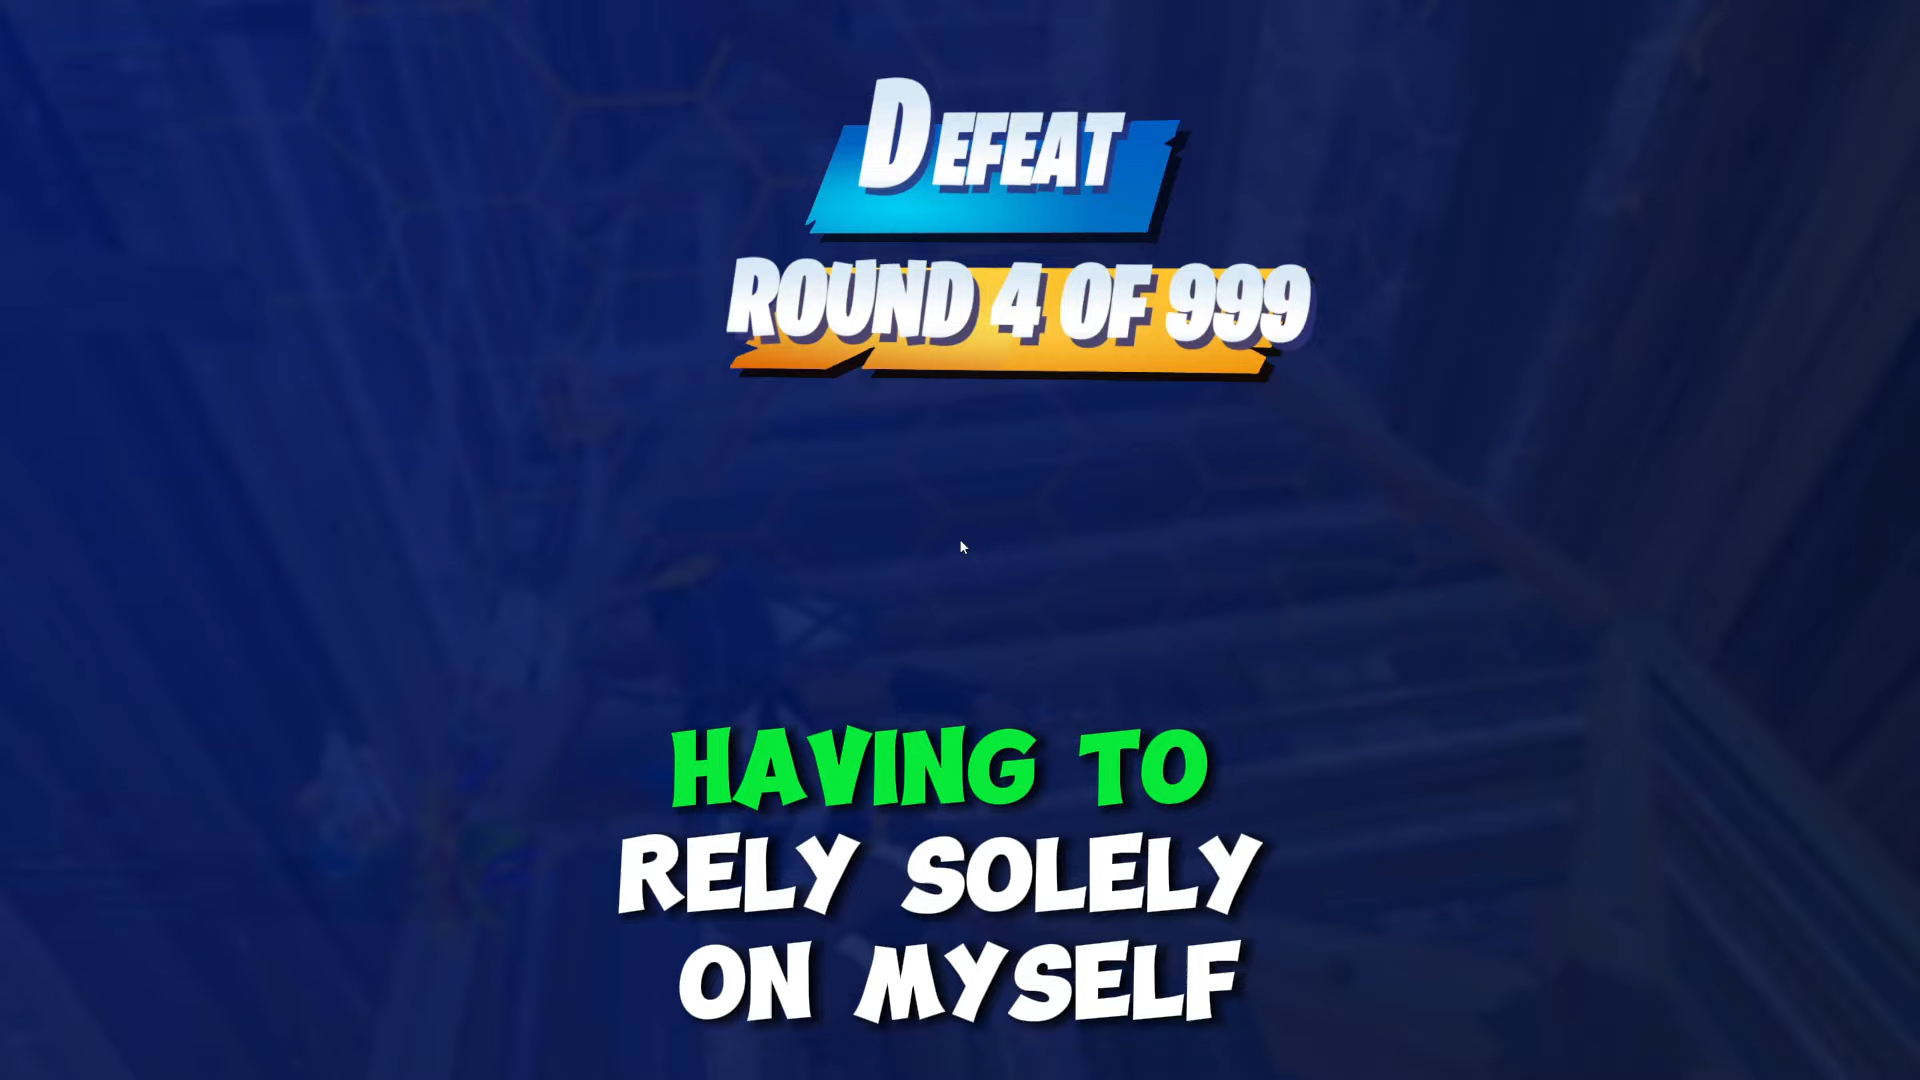 DEFEAT
ROUND 4 OF 999
HAVING TO
RELY SOLELY
ON MYSELF